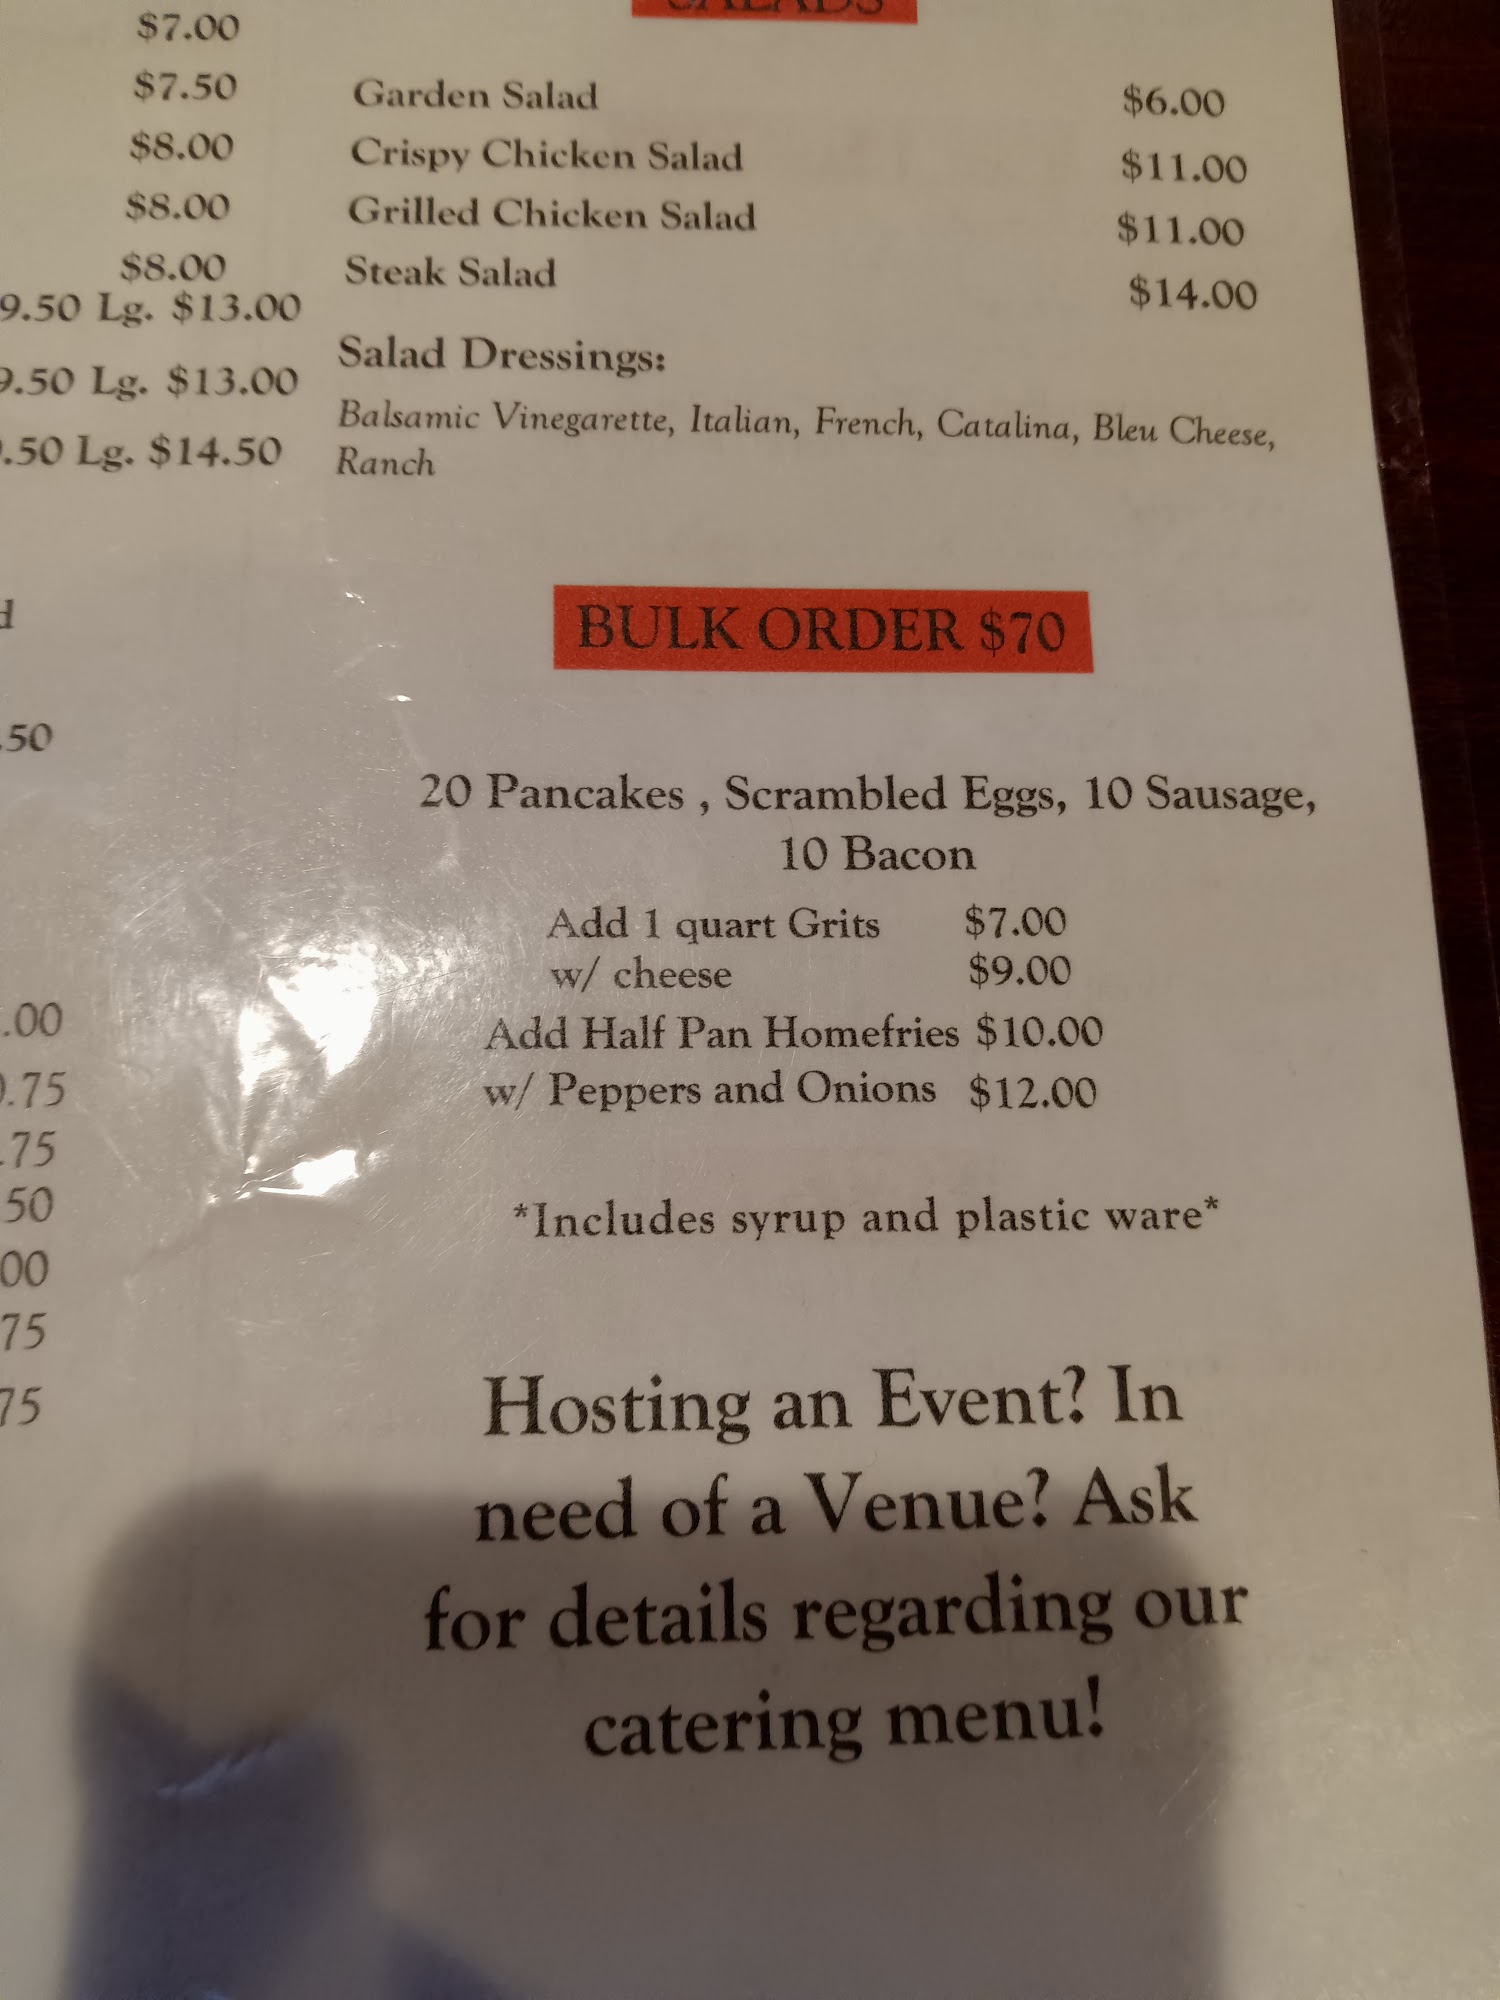 $7.00
$7.50
$8.00
$8.00
$8.00
9.50 Lg. $13.00
9.50 Lg. $13.00
.50 Lg. $14.50
d
.50
.00
.75
.75
50
00
75
75
SALADS
Garden Salad $6.00
Crispy Chicken Salad $11.00
Grilled Chicken Salad $11.00
Steak Salad $14.00
Salad Dressings:
Balsamic Vinegarette, Italian, French, Catalina, Bleu Cheese,
Ranch
BULK ORDER $70
20 Pancakes , Scrambled Eggs, 10 Sausage,
10 Bacon
Add 1 quart Grits $7.00
w/ cheese $9.00
Add Half Pan Homefries $10.00
w/ Peppers and Onions $12.00
*Includes syrup and plastic ware*
Hosting an Event? In
need of a Venue? Ask
for details regarding our
catering menu!